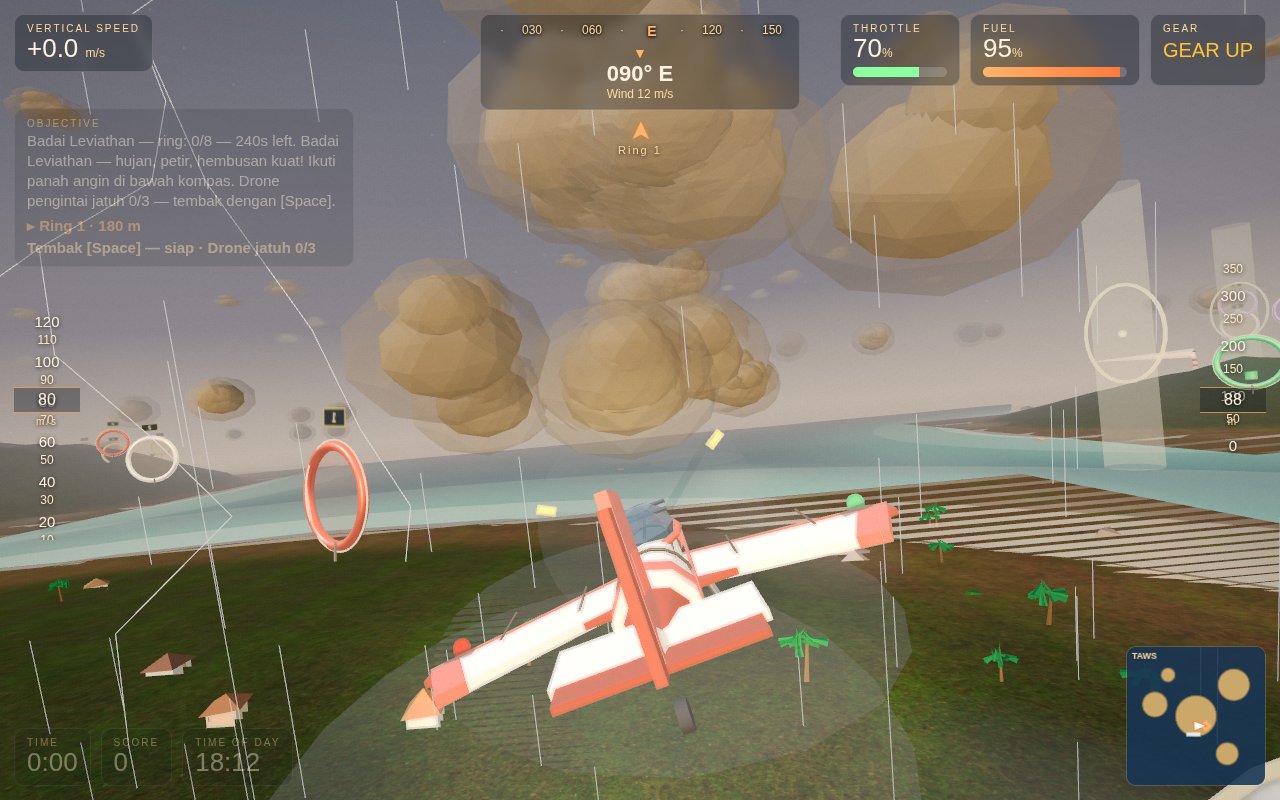 VERTICAL SPEED
+0.0 m/s
· 030 · 060 · E · 120 · 150
090° E
Wind 12 m/s
Ring 1
THROTTLE
70%
FUEL
95%
GEAR
GEAR UP
OBJECTIVE
Badai Leviathan — ring: 0/8 — 240s left. Badai
Leviathan — hujan, petir, hembusan kuat! Ikuti
panah angin di bawah kompas. Drone
pengintai jatuh 0/3 — tembak dengan [Space].
▸ Ring 1 · 180 m
Tembak [Space] — siap · Drone jatuh 0/3
120
110
100
90
80
70
m/s
60
50
40
30
20
10
350
300
250
200
150
100
88
m
50
0
TAWS
TIME
0:00
SCORE
0
TIME OF DAY
18:12